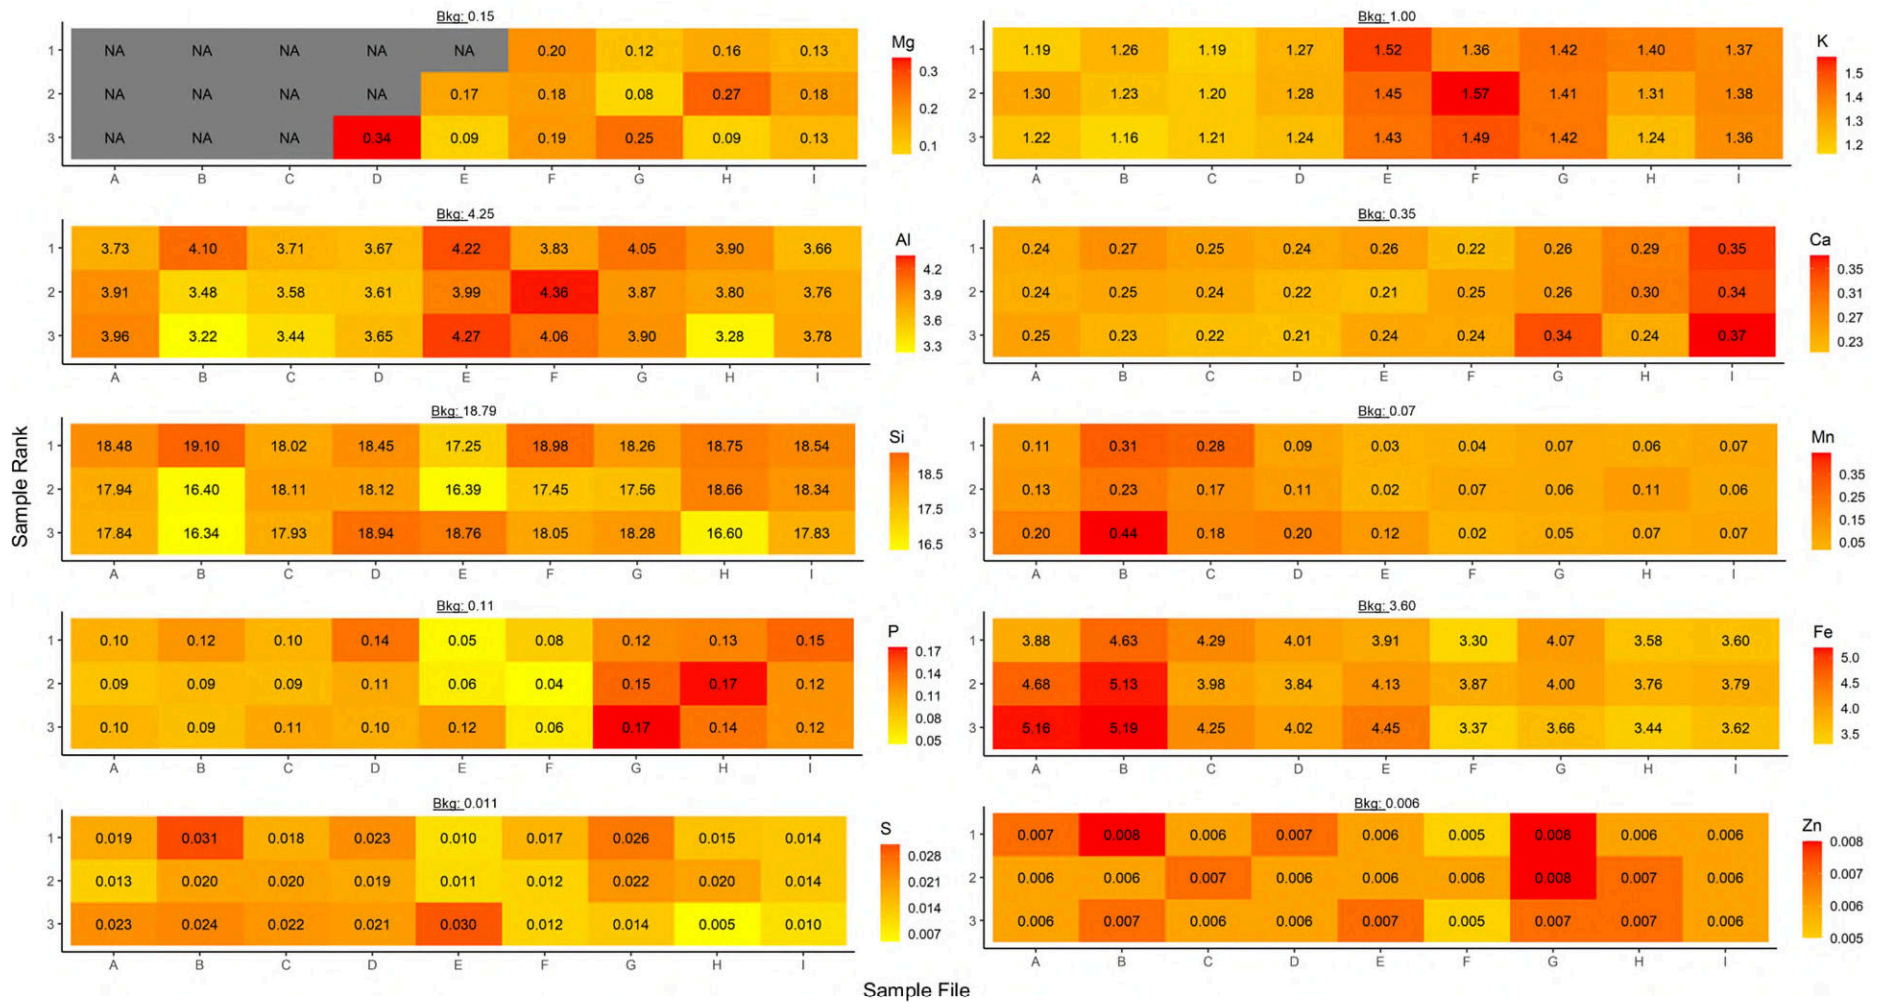 Bkg: 0.15
1 NA NA NA NA NA 0.20 0.12 0.16 0.13
2 NA NA NA NA 0.17 0.18 0.08 0.27 0.18
3 NA NA NA 0.34 0.09 0.19 0.25 0.09 0.13
A B C D E F G H I
Mg
0.3
0.2
0.1
Bkg: 1.00
1 1.19 1.26 1.19 1.27 1.52 1.36 1.42 1.40 1.37
2 1.30 1.23 1.20 1.28 1.45 1.57 1.41 1.31 1.38
3 1.22 1.16 1.21 1.24 1.43 1.49 1.42 1.24 1.36
A B C D E F G H I
K
1.5
1.4
1.3
1.2
Bkg: 4.25
1 3.73 4.10 3.71 3.67 4.22 3.83 4.05 3.90 3.66
2 3.91 3.48 3.58 3.61 3.99 4.36 3.87 3.80 3.76
3 3.96 3.22 3.44 3.65 4.27 4.06 3.90 3.28 3.78
A B C D E F G H I
Al
4.2
3.9
3.6
3.3
Bkg: 0.35
1 0.24 0.27 0.25 0.24 0.26 0.22 0.26 0.29 0.35
2 0.24 0.25 0.24 0.22 0.21 0.25 0.26 0.30 0.34
3 0.25 0.23 0.22 0.21 0.24 0.24 0.34 0.24 0.37
A B C D E F G H I
Ca
0.35
0.31
0.27
0.23
Sample Rank
Bkg: 18.79
1 18.48 19.10 18.02 18.45 17.25 18.98 18.26 18.75 18.54
2 17.94 16.40 18.11 18.12 16.39 17.45 17.56 18.66 18.34
3 17.84 16.34 17.93 18.94 18.76 18.05 18.28 16.60 17.83
A B C D E F G H I
Si
18.5
17.5
16.5
Bkg: 0.07
1 0.11 0.31 0.28 0.09 0.03 0.04 0.07 0.06 0.07
2 0.13 0.23 0.17 0.11 0.02 0.07 0.06 0.11 0.06
3 0.20 0.44 0.18 0.20 0.12 0.02 0.05 0.07 0.07
A B C D E F G H I
Mn
0.35
0.25
0.15
0.05
Bkg: 0.11
1 0.10 0.12 0.10 0.14 0.05 0.08 0.12 0.13 0.15
2 0.09 0.09 0.09 0.11 0.06 0.04 0.15 0.17 0.12
3 0.10 0.09 0.11 0.10 0.12 0.06 0.17 0.14 0.12
A B C D E F G H I
P
0.17
0.14
0.11
0.08
0.05
Bkg: 3.60
1 3.88 4.63 4.29 4.01 3.91 3.30 4.07 3.58 3.60
2 4.68 5.13 3.98 3.84 4.13 3.87 4.00 3.76 3.79
3 5.16 5.19 4.25 4.02 4.45 3.37 3.66 3.44 3.62
A B C D E F G H I
Fe
5.0
4.5
4.0
3.5
Bkg: 0.011
1 0.019 0.031 0.018 0.023 0.010 0.017 0.026 0.015 0.014
2 0.013 0.020 0.020 0.019 0.011 0.012 0.022 0.020 0.014
3 0.023 0.024 0.022 0.021 0.030 0.012 0.014 0.005 0.010
A B C D E F G H I
S
0.028
0.021
0.014
0.007
Bkg: 0.006
1 0.007 0.008 0.006 0.007 0.006 0.005 0.008 0.006 0.006
2 0.006 0.006 0.007 0.006 0.006 0.006 0.008 0.007 0.006
3 0.006 0.007 0.006 0.006 0.007 0.005 0.007 0.007 0.006
A B C D E F G H I
Zn
0.008
0.007
0.006
0.005
Sample File